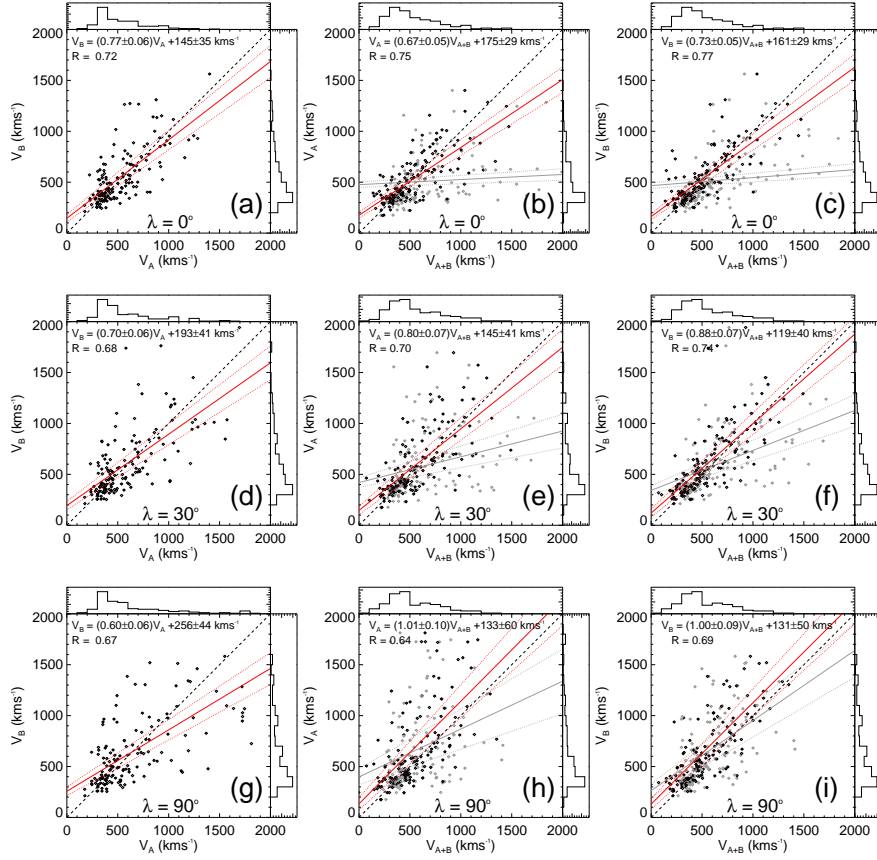 V_B = (0.77±0.06)V_A +145±35 kms⁻¹
R = 0.72
(a)
λ = 0°
2000
1500
1000
500
0
V_B (kms⁻¹)
0 500 1000 1500 2000
V_A (kms⁻¹)
V_A = (0.67±0.05)V_A+B +175±29 kms⁻¹
R = 0.75
(b)
λ = 0°
2000
1500
1000
500
0
V_A (kms⁻¹)
0 500 1000 1500 2000
V_A+B (kms⁻¹)
V_B = (0.73±0.05)V_A+B +161±29 kms⁻¹
R = 0.77
(c)
λ = 0°
2000
1500
1000
500
0
V_B (kms⁻¹)
0 500 1000 1500 2000
V_A+B (kms⁻¹)
V_B = (0.70±0.06)V_A +193±41 kms⁻¹
R = 0.68
(d)
λ = 30°
2000
1500
1000
500
0
V_B (kms⁻¹)
0 500 1000 1500 2000
V_A (kms⁻¹)
V_A = (0.80±0.07)V_A+B +145±41 kms⁻¹
R = 0.70
(e)
λ = 30°
2000
1500
1000
500
0
V_A (kms⁻¹)
0 500 1000 1500 2000
V_A+B (kms⁻¹)
V_B = (0.88±0.07)V_A+B +119±40 kms⁻¹
R = 0.74
(f)
λ = 30°
2000
1500
1000
500
0
V_B (kms⁻¹)
0 500 1000 1500 2000
V_A+B (kms⁻¹)
V_B = (0.60±0.06)V_A +256±44 kms⁻¹
R = 0.67
(g)
λ = 90°
2000
1500
1000
500
0
V_B (kms⁻¹)
0 500 1000 1500 2000
V_A (kms⁻¹)
V_A = (1.01±0.10)V_A+B +133±60 kms⁻¹
R = 0.64
(h)
λ = 90°
2000
1500
1000
500
0
V_A (kms⁻¹)
0 500 1000 1500 2000
V_A+B (kms⁻¹)
V_B = (1.00±0.09)V_A+B +131±50 kms⁻¹
R = 0.69
(i)
λ = 90°
2000
1500
1000
500
0
V_B (kms⁻¹)
0 500 1000 1500 2000
V_A+B (kms⁻¹)